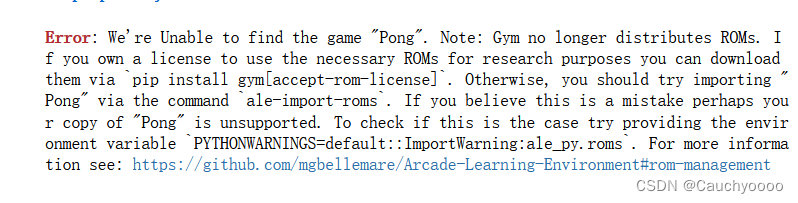 Error: We're Unable to find the game "Pong". Note: Gym no longer distributes ROMs. I
f you own a license to use the necessary ROMs for research purposes you can download
them via `pip install gym[accept-rom-license]`. Otherwise, you should try importing "
Pong" via the command `ale-import-roms`. If you believe this is a mistake perhaps you
r copy of "Pong" is unsupported. To check if this is the case try providing the envir
onment variable `PYTHONWARNINGS=default::ImportWarning:ale_py.roms`. For more informa
tion see: https://github.com/mgbellemare/Arcade-Learning-Environment#rom-management
CSDN @Cauchyoooo